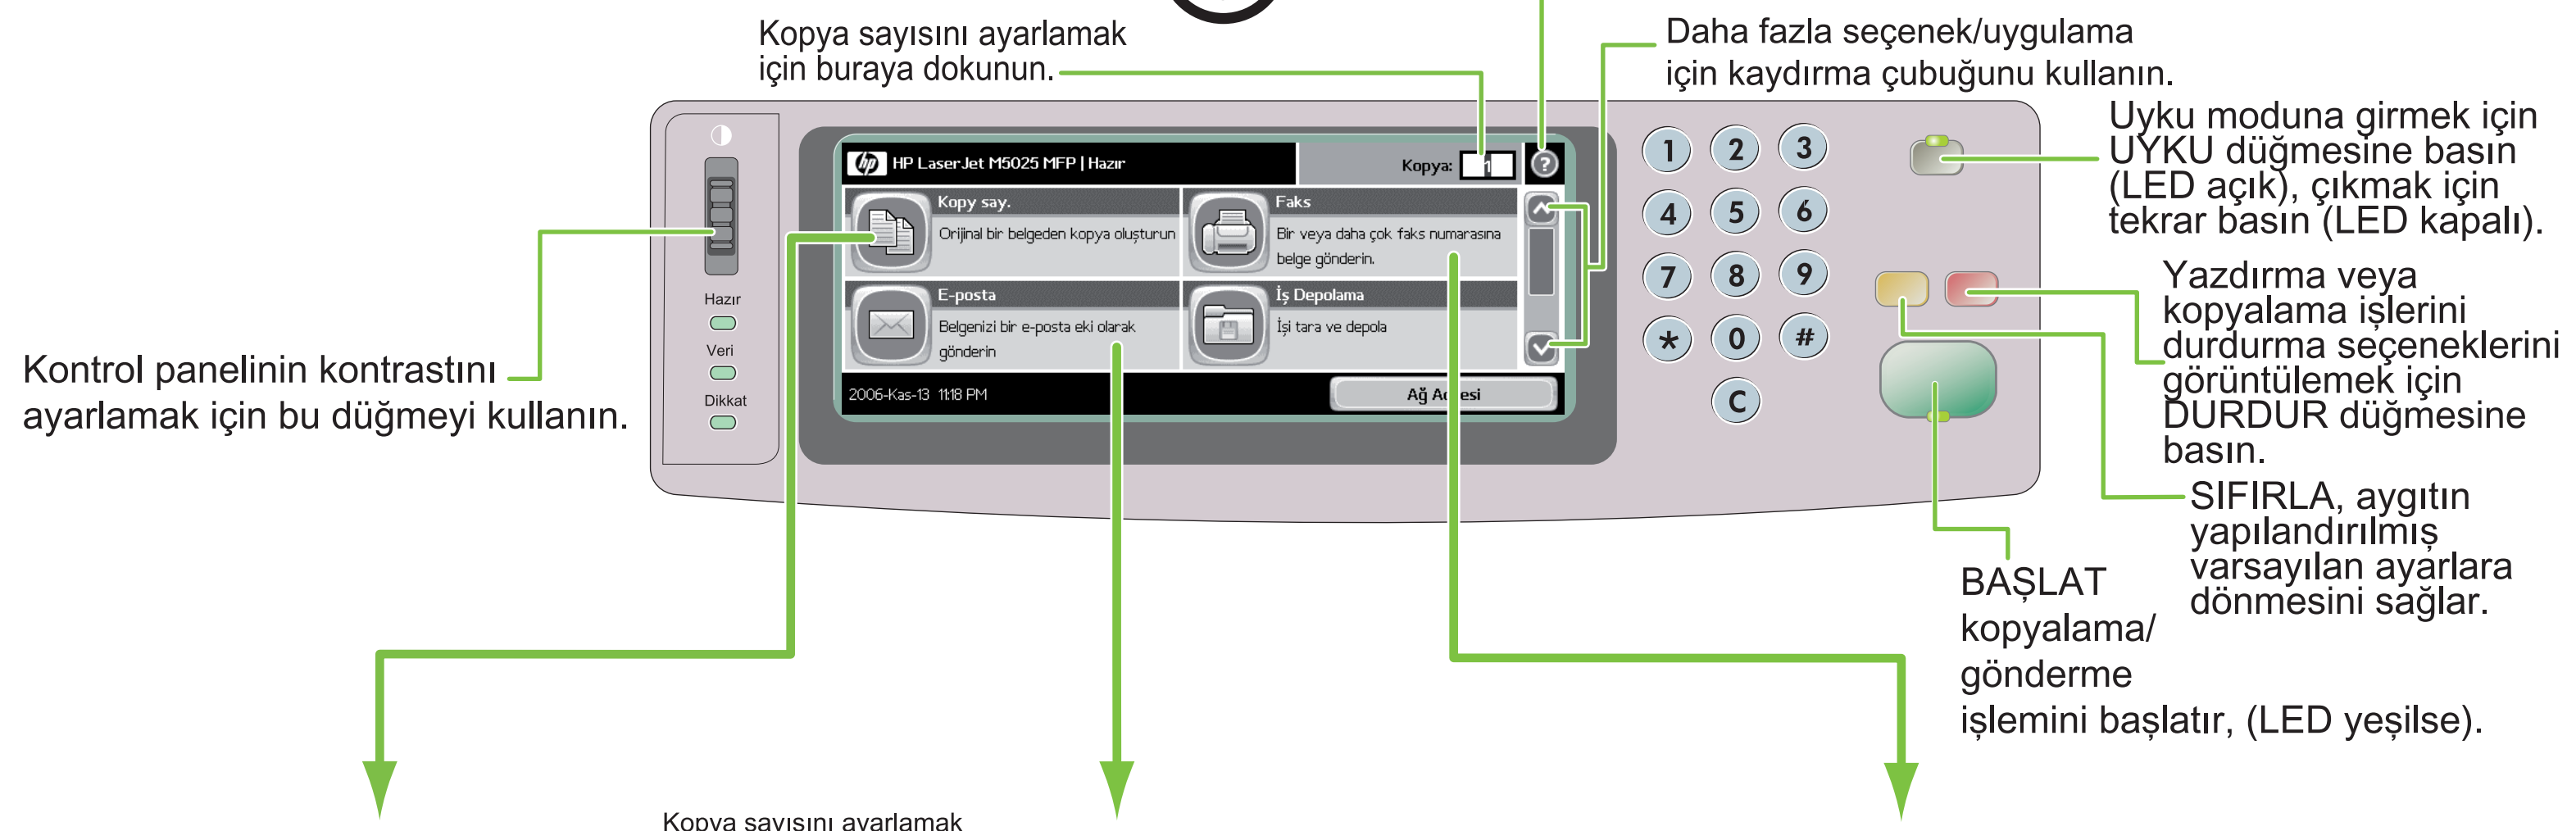 Kopya sayısını ayarlamak
için buraya dokunun.
Daha fazla seçenek/uygulama
için kaydırma çubuğunu kullanın.
Uyku moduna girmek için
UYKU düğmesine basın
(LED açık), çıkmak için
tekrar basın (LED kapalı).
hp HP LaserJet M5025 MFP | Hazır
Kopya: 1
?
Kopy say.
Orijinal bir belgeden kopya oluşturun
Faks
Bir veya daha çok faks numarasına
belge gönderin.
E-posta
Belgenizi bir e-posta eki olarak
gönderin
İş Depolama
İşi tara ve depola
2006-Kas-13 11:18 PM
Ağ Adresi
1 2 3
4 5 6
7 8 9
* 0 #
C
Hazır
Veri
Dikkat
Kontrol panelinin kontrastını
ayarlamak için bu düğmeyi kullanın.
Yazdırma veya
kopyalama işlerini
durdurma seçeneklerini
görüntülemek için
DURDUR düğmesine
basın.
SIFIRLA, aygıtın
yapılandırılmış
varsayılan ayarlara
dönmesini sağlar.
BAŞLAT
kopyalama/
gönderme
işlemini başlatır, (LED yeşilse).
Kopya sayısını ayarlamak